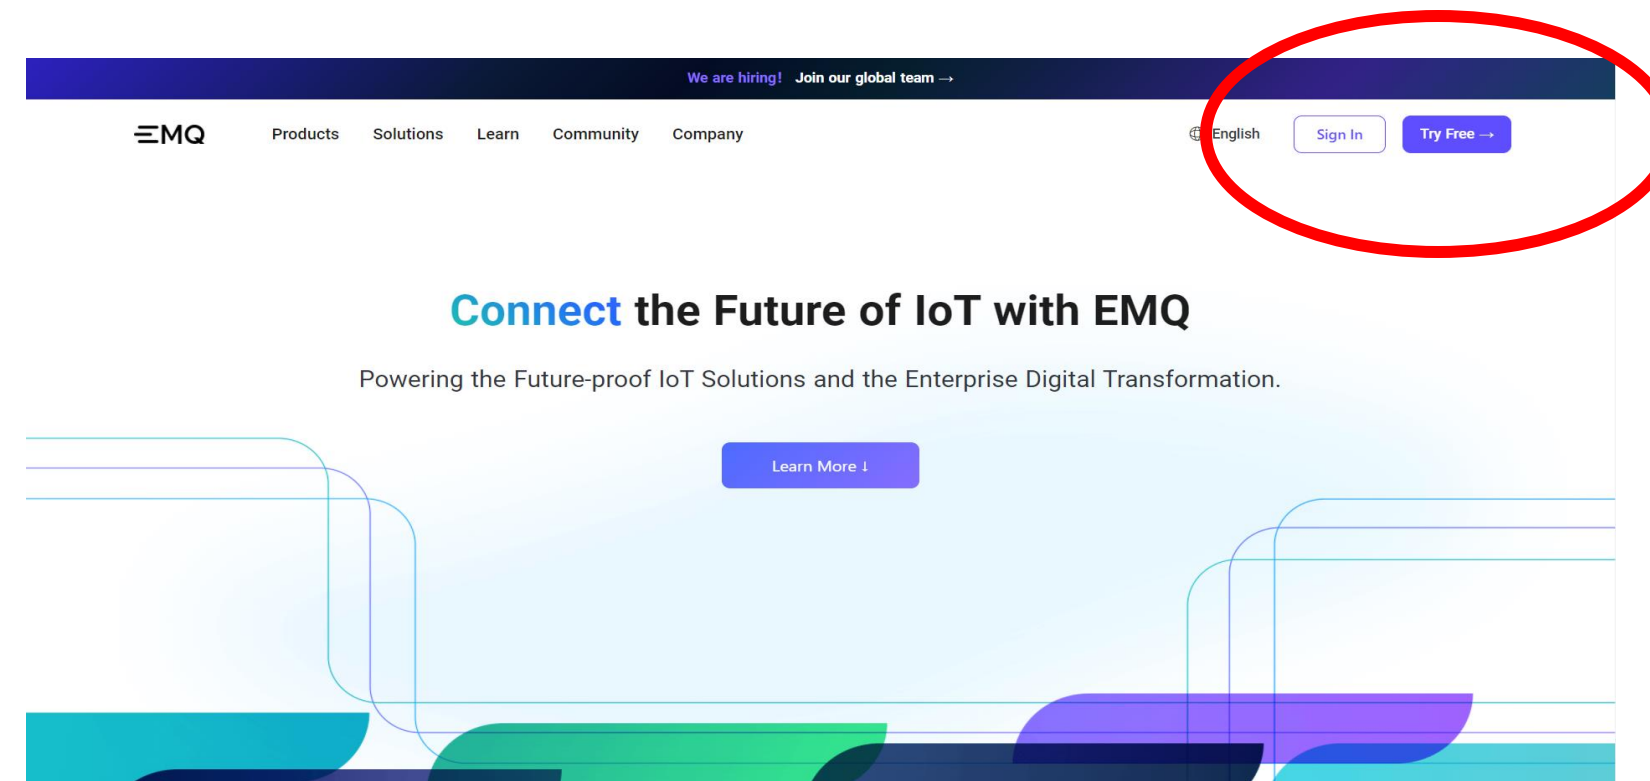 We are hiring! Join our global team →
EMQ Products Solutions Learn Community Company English Sign In Try Free →
Connect the Future of IoT with EMQ
Powering the Future-proof IoT Solutions and the Enterprise Digital Transformation.
Learn More ↓